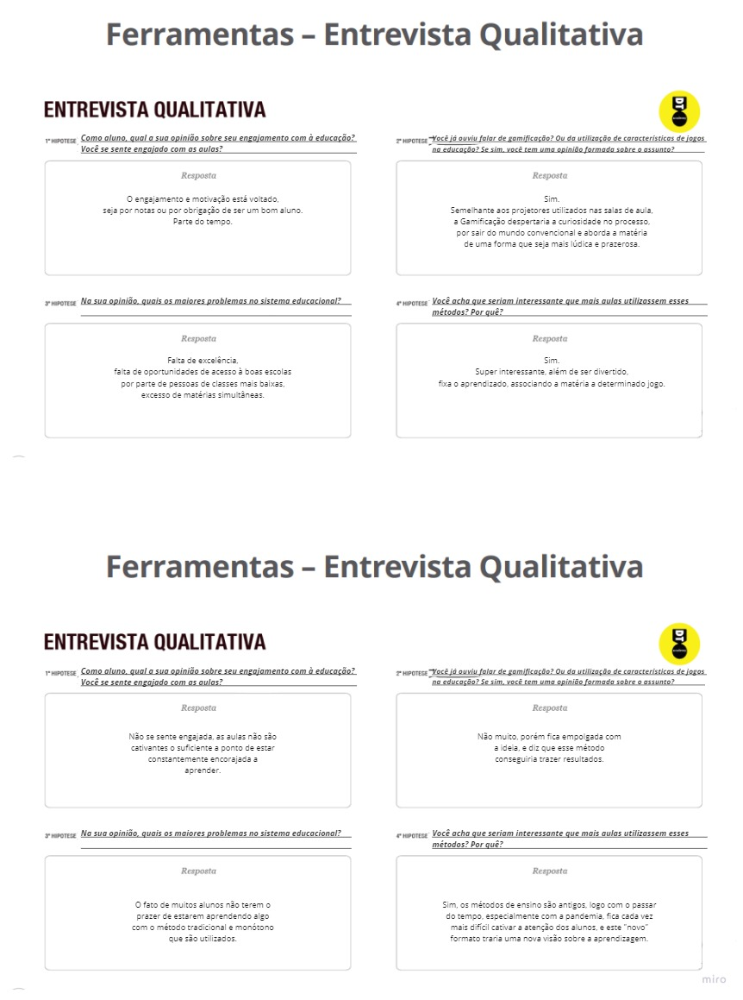 Ferramentas – Entrevista Qualitativa
ENTREVISTA QUALITATIVA
DT
academy
1ª HIPOTESE Como aluno, qual a sua opinião sobre seu engajamento com à educação?
Você se sente engajado com as aulas?
Resposta
O engajamento e motivação está voltado,
seja por notas ou por obrigação de ser um bom aluno.
Parte do tempo.
2ª HIPOTESE Você já ouviu falar de gamificação? Ou da utilização de características de jogos
na educação? Se sim, você tem uma opinião formada sobre o assunto?
Resposta
Sim.
Semelhante aos projetores utilizados nas salas de aula,
a Gamificação despertaria a curiosidade no processo,
por sair do mundo convencional e aborda a matéria
de uma forma que seja mais lúdica e prazerosa.
3ª HIPOTESE Na sua opinião, quais os maiores problemas no sistema educacional?
Resposta
Falta de excelência,
falta de oportunidades de acesso à boas escolas
por parte de pessoas de classes mais baixas,
excesso de matérias simultâneas.
4ª HIPOTESE Você acha que seriam interessante que mais aulas utilizassem esses
métodos? Por quê?
Resposta
Sim.
Super interessante, além de ser divertido,
fixa o aprendizado, associando a matéria a determinado jogo.
Ferramentas – Entrevista Qualitativa
ENTREVISTA QUALITATIVA
DT
academy
1ª HIPOTESE Como aluno, qual a sua opinião sobre seu engajamento com à educação?
Você se sente engajado com as aulas?
Resposta
Não se sente engajada, as aulas não são
cativantes o suficiente a ponto de estar
constantemente encorajada a
aprender.
2ª HIPOTESE Você já ouviu falar de gamificação? Ou da utilização de características de jogos
na educação? Se sim, você tem uma opinião formada sobre o assunto?
Resposta
Não muito, porém fica empolgada com
a ideia, e diz que esse método
conseguiria trazer resultados.
3ª HIPOTESE Na sua opinião, quais os maiores problemas no sistema educacional?
Resposta
O fato de muitos alunos não terem o
prazer de estarem aprendendo algo
com o método tradicional e monótono
que são utilizados.
4ª HIPOTESE Você acha que seriam interessante que mais aulas utilizassem esses
métodos? Por quê?
Resposta
Sim, os métodos de ensino são antigos, logo com o passar
do tempo, especialmente com a pandemia, fica cada vez
mais difícil cativar a atenção dos alunos, e este "novo"
formato traria uma nova visão sobre a aprendizagem.
miro